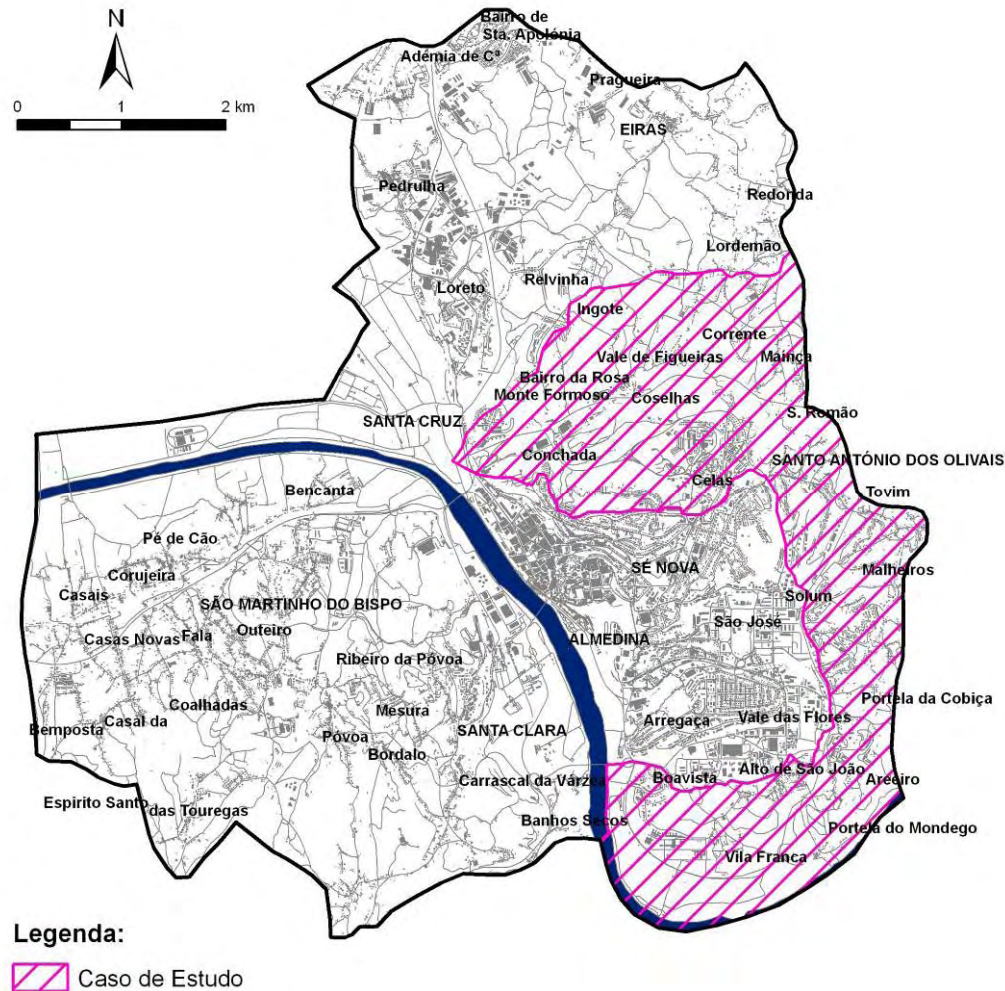 N
0 1 2 km
Bairro de
Sta. Apolónia
Adémia de Cª
Pragueira
EIRAS
Pedrulha
Redonda
Lordemão
Relvinha
Loreto
Ingote
Corrente
Vale de Figueiras
Mainça
Bairro da Rosa
Monte Formoso
Coselhas
S. Romão
SANTA CRUZ
Conchada
SANTO ANTÓNIO DOS OLIVAIS
Celas
Bencanta
Tovim
Pé de Cão
SÉ NOVA
Malheiros
Corujeira
Casais
Solum
SÃO MARTINHO DO BISPO
São José
Outeiro
Casas Novas
Fala
ALMEDINA
Ribeiro da Póvoa
Portela da Cobiça
Coalhadas
Mesura
Casal da
Arregaça
Vale das Flores
Bemposta
Póvoa
SANTA CLARA
Bordalo
Alto de São João
Carrascal da Várzea
Boavista
Areeiro
Espirito Santo
das Touregas
Banhos Secos
Portela do Mondego
Vila Franca
Legenda:
Caso de Estudo